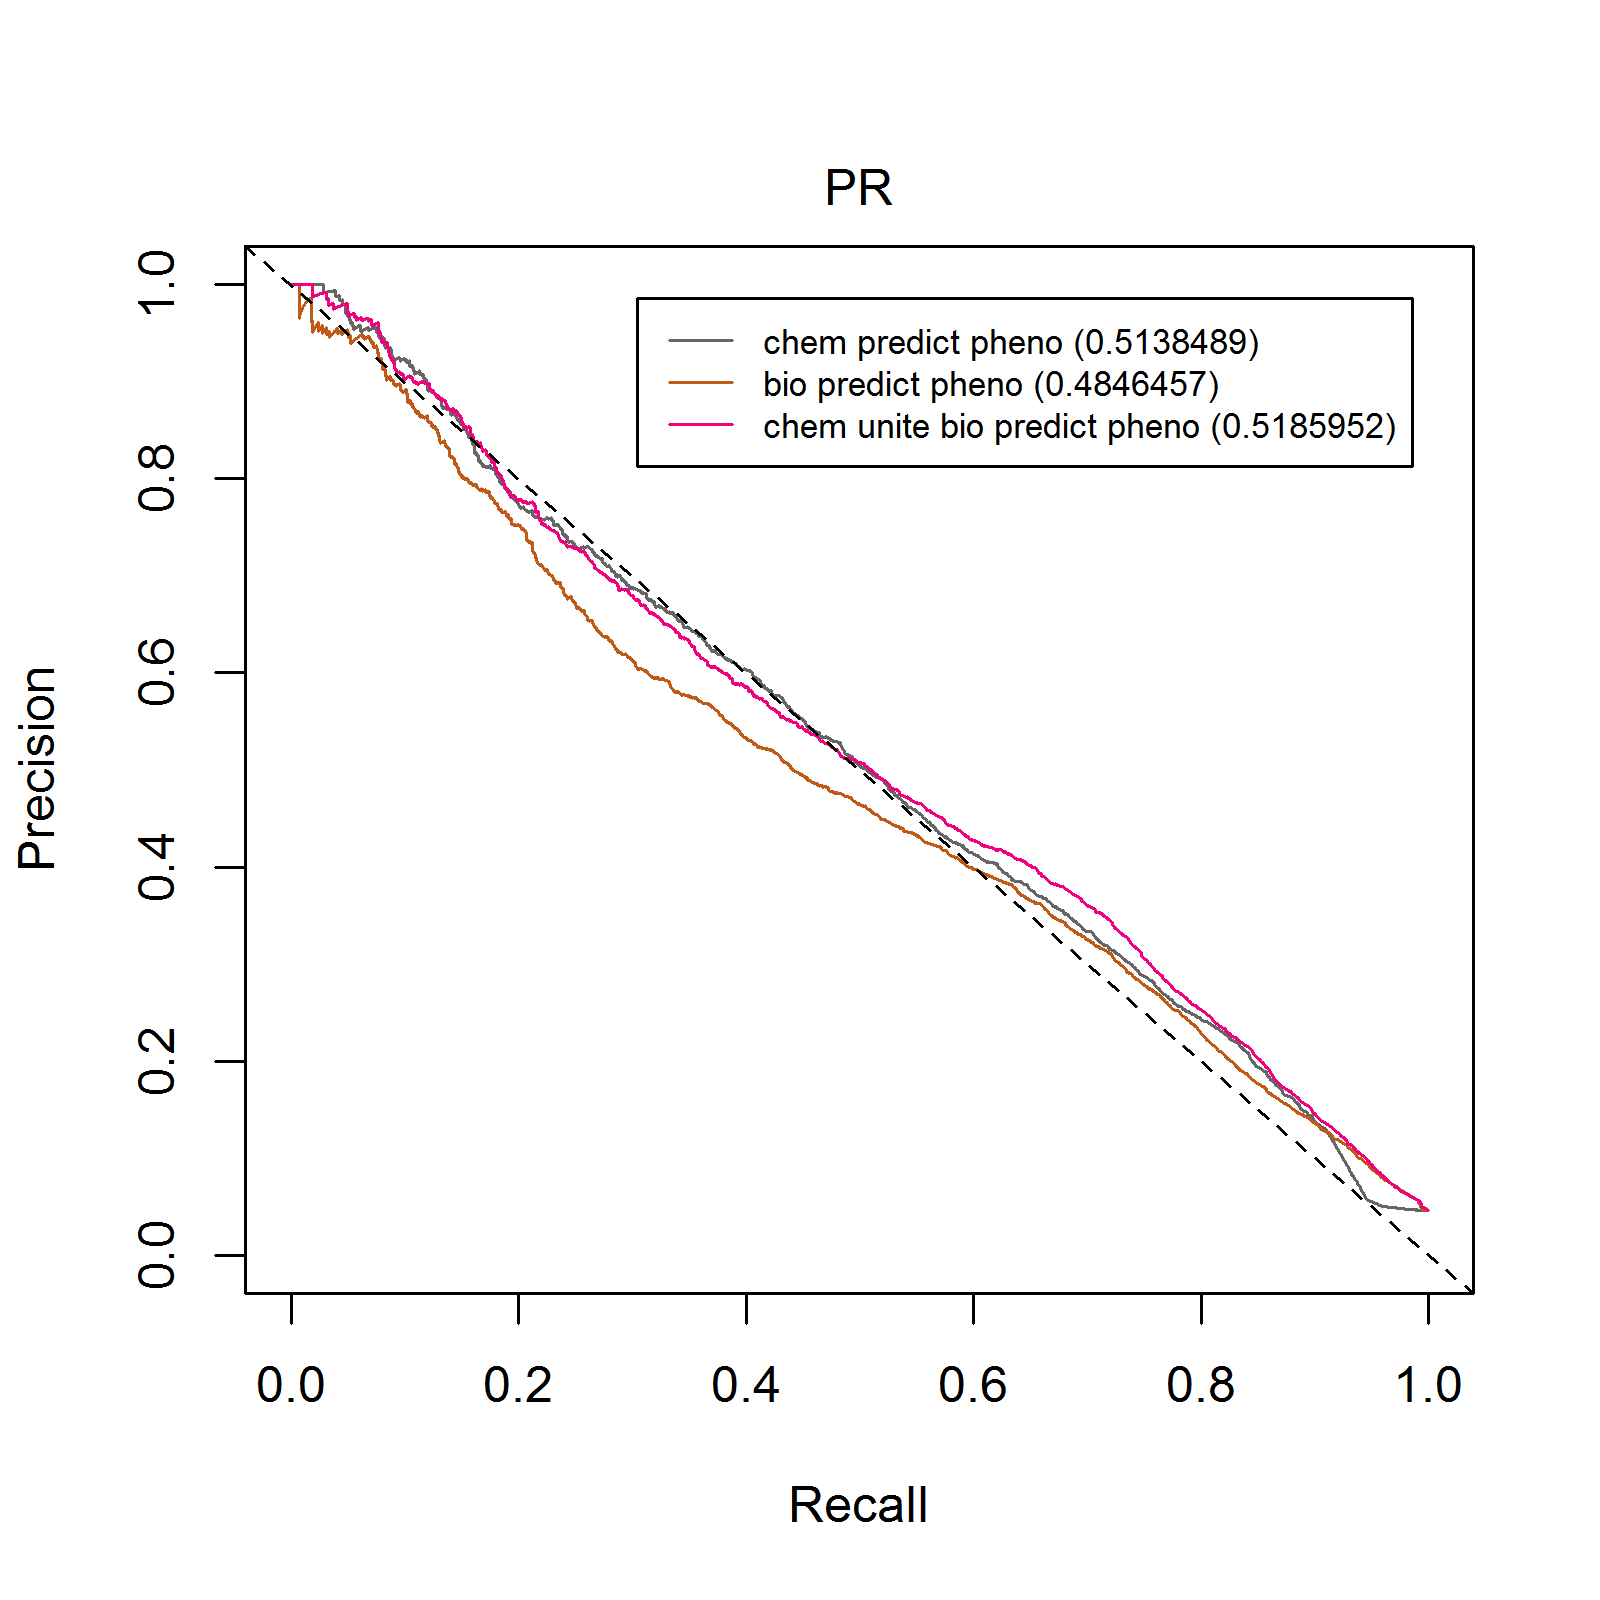 PR
chem predict pheno (0.5138489)
bio predict pheno (0.4846457)
chem unite bio predict pheno (0.5185952)
Precision
1.0
0.8
0.6
0.4
0.2
0.0
0.0 0.2 0.4 0.6 0.8 1.0
Recall